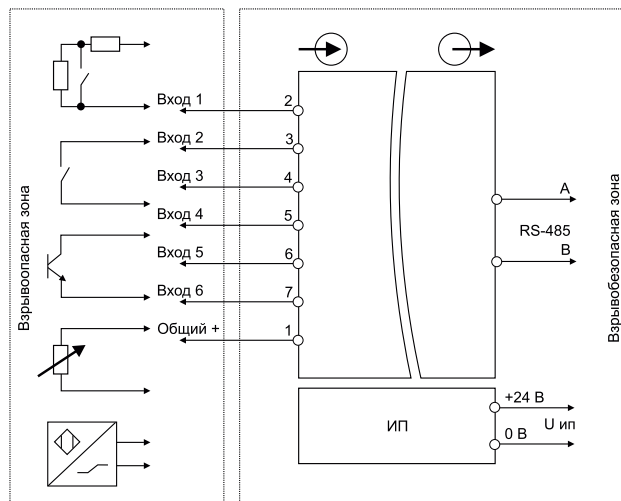 Взрывоопасная зона
Вход 1
Вход 2
Вход 3
Вход 4
Вход 5
Вход 6
Общий +
2
3
4
5
6
7
1
A
RS-485
B
ИП
+24 В
U ип
0 В
Взрывобезопасная зона